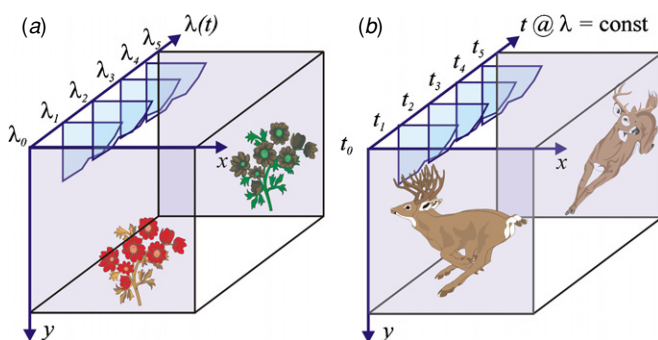 (a)
λ(t)
λ₅
λ₄
λ₃
λ₂
λ₁
λ₀
x
y
(b)
t @ λ = const
t₅
t₄
t₃
t₂
t₁
t₀
x
y